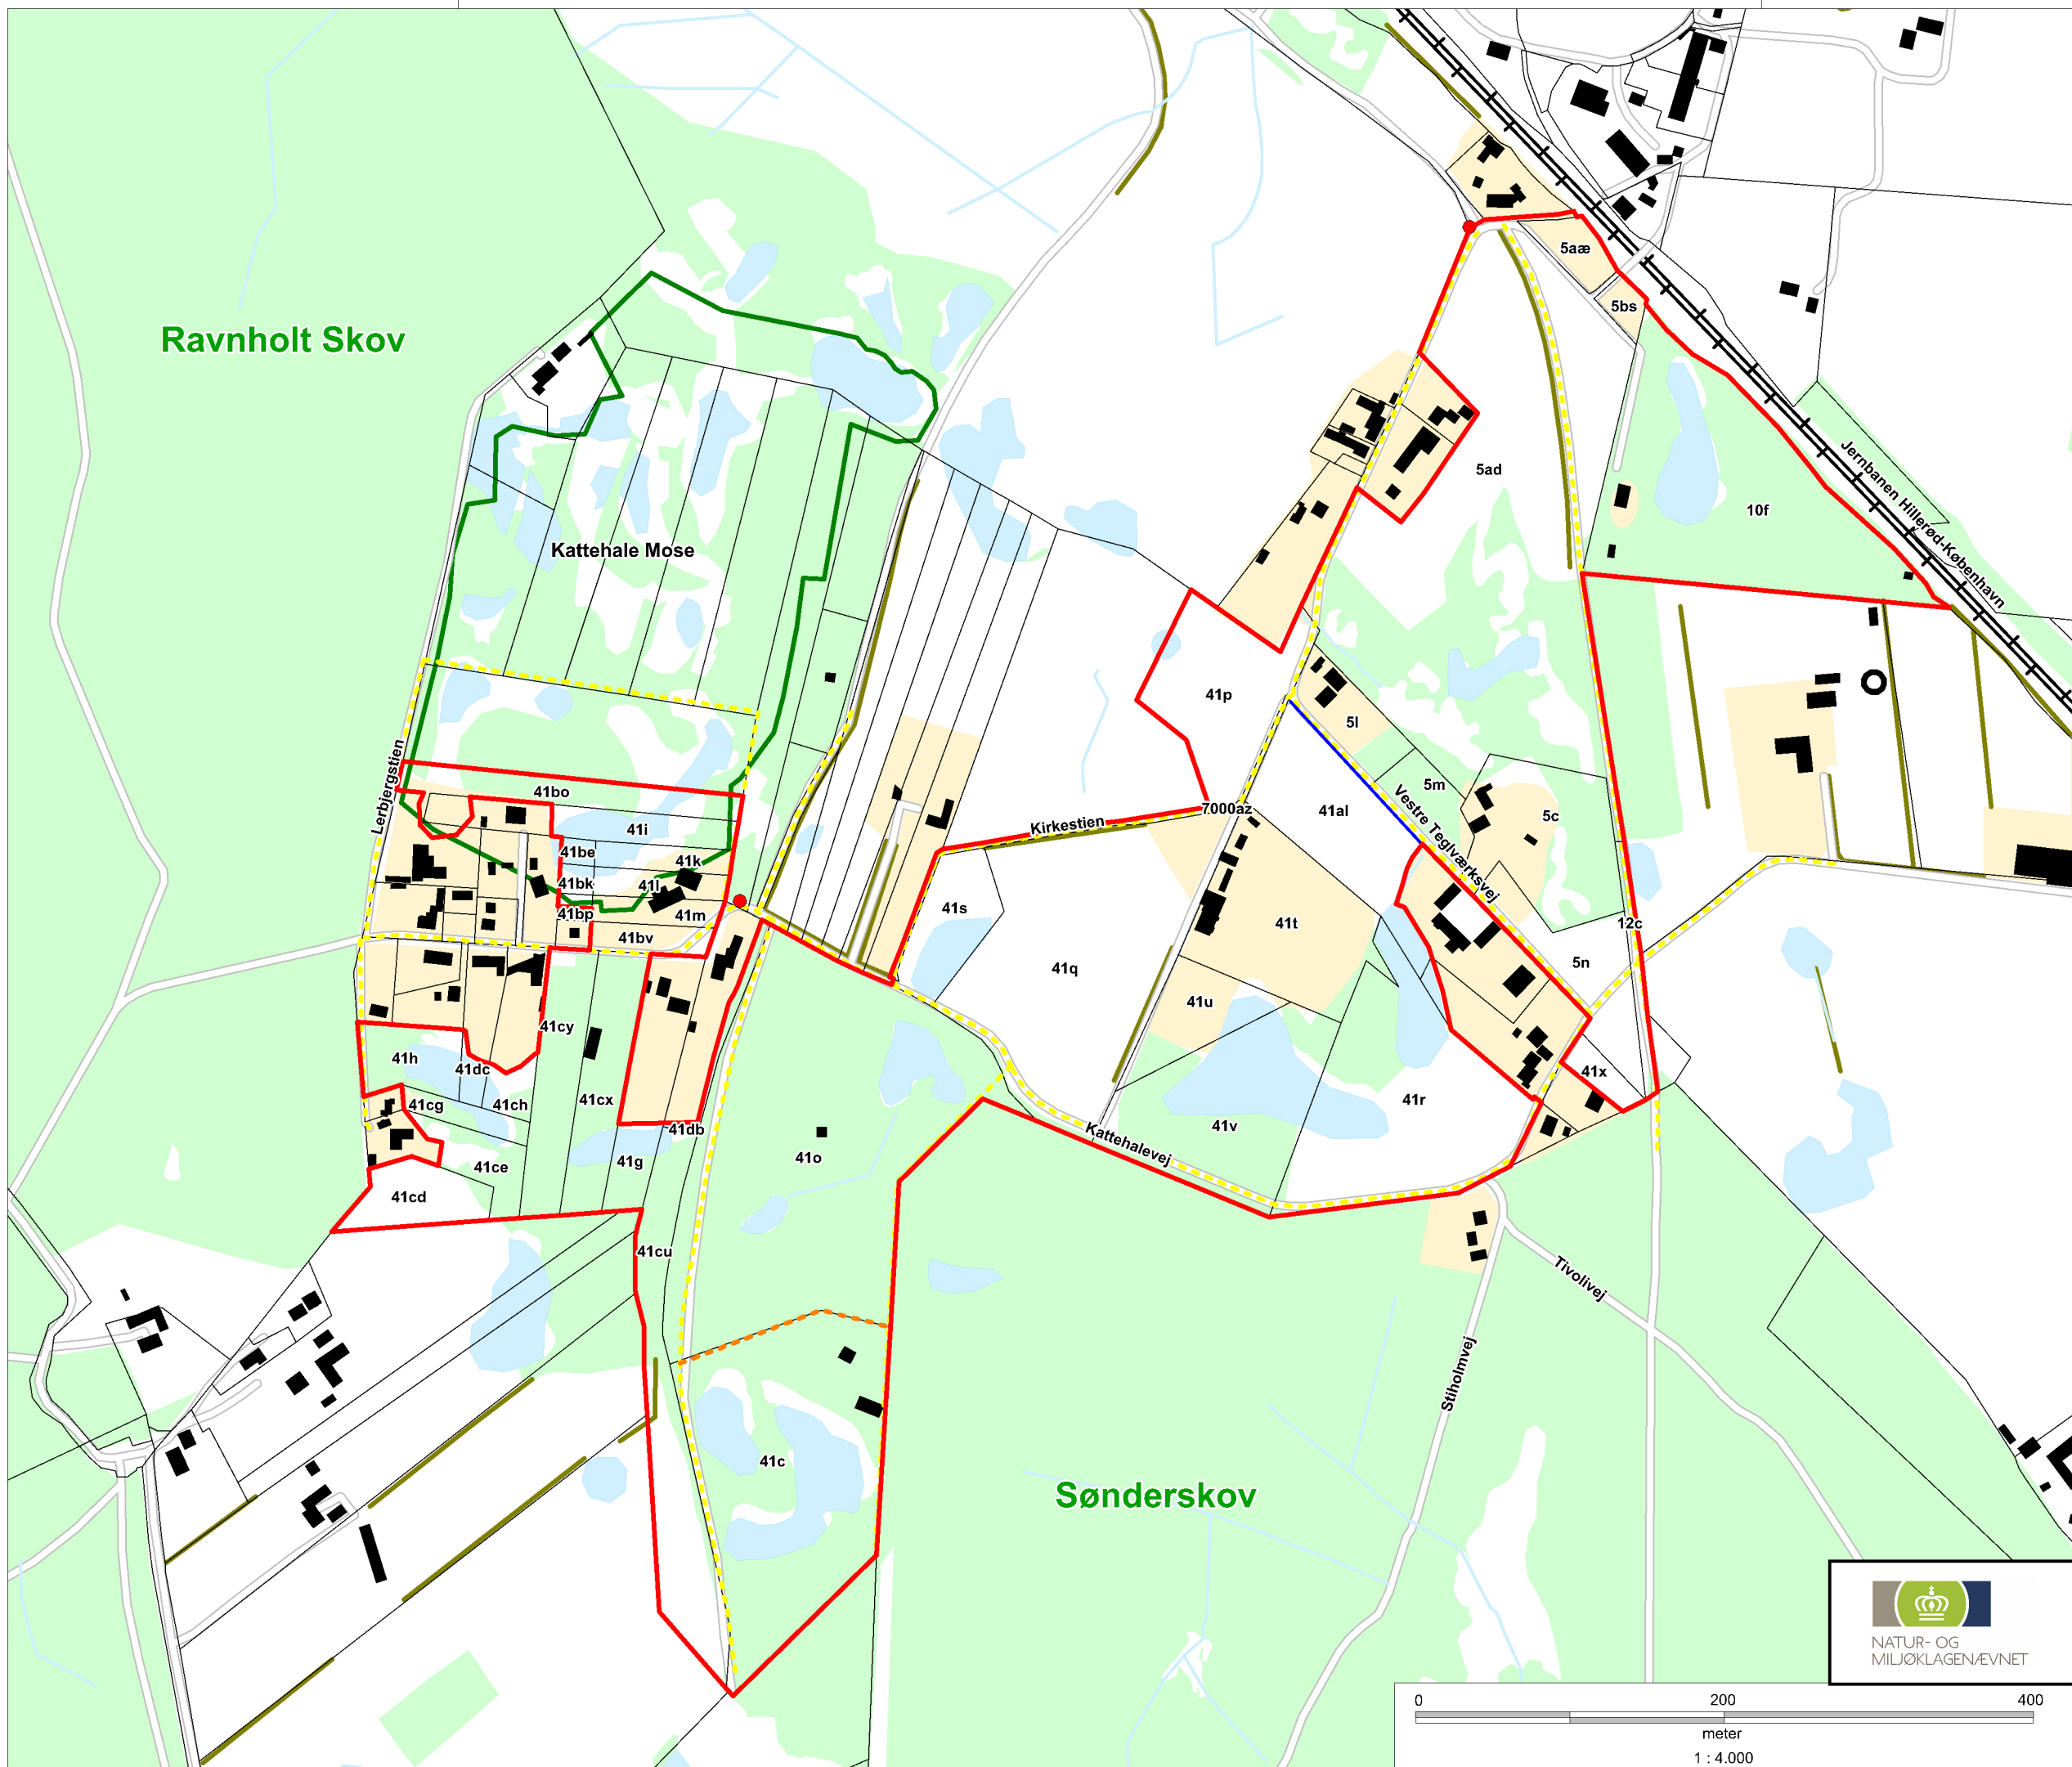 5aæ
5bs
Ravnholt Skov
5ad
Jernbanen Hillerød-København
10f
Kattehale Mose
41p
5l
Lerbjergstien
41bo
7000az
41al
5m
Vestre Teglværksvej
5c
Kirkestien
41i
41be
41k
41bk
41l
41bp
41m
41bv
41s
41t
12c
41q
5n
41u
41cy
41h
41dc
41x
41cg
41ch
41cx
41r
41db
41v
Kattehalevej
41o
41ce
41g
41cd
41cu
Tivolivej
Stiholmvej
41c
Sønderskov
NATUR- OG
MILJØKLAGENÆVNET
0 200 400
meter
1 : 4.000